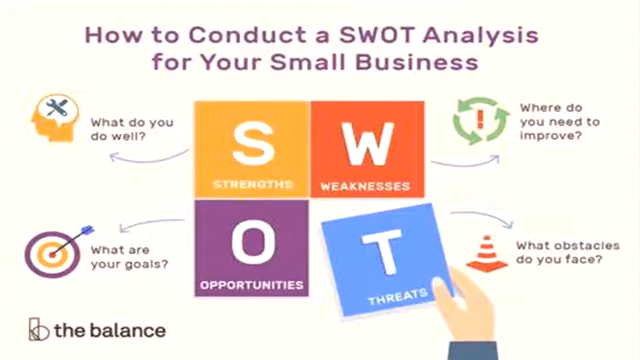 How to Conduct a SWOT Analysis
for Your Small Business
What do you
do well?
S
STRENGTHS
W
WEAKNESSES
Where do
you need to
improve?
What are
your goals?
O
OPPORTUNITIES
T
THREATS
What obstacles
do you face?
the balance